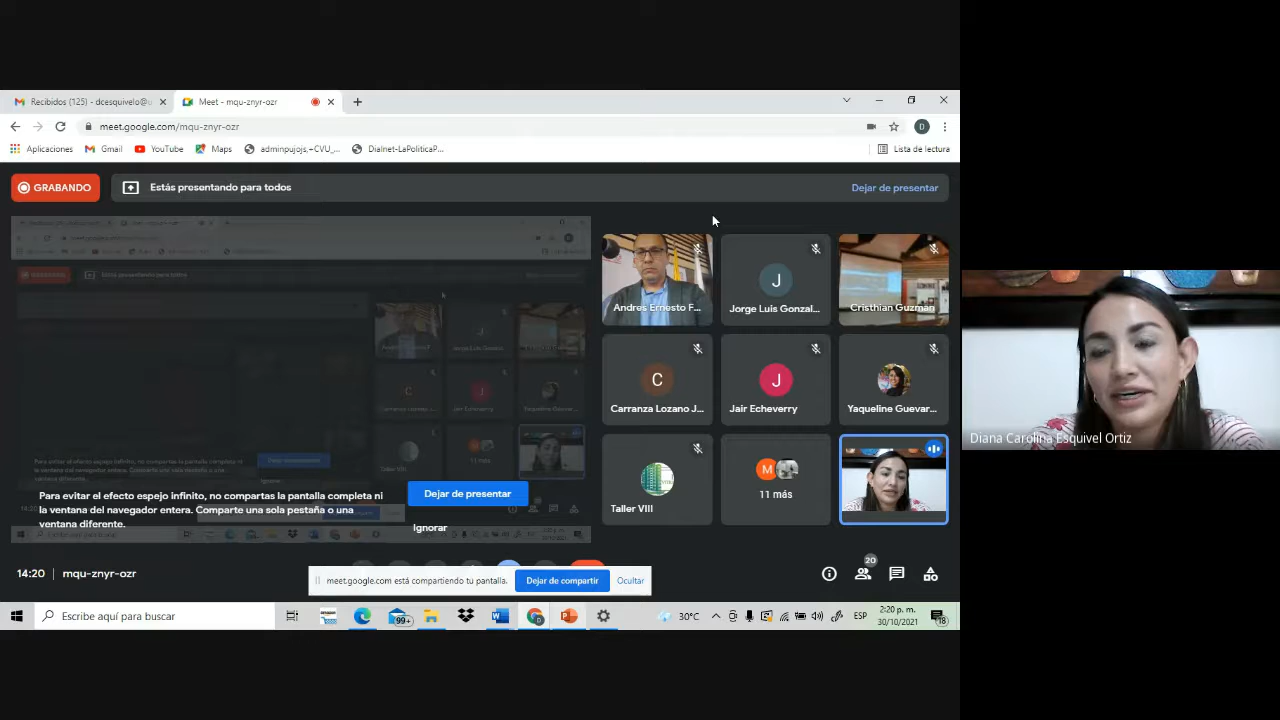 Recibidos (125) - dcesquivelo@u
Meet - mqu-znyr-ozr
meet.google.com/mqu-znyr-ozr
Aplicaciones
Gmail
YouTube
Maps
adminpujojs,+CVU_...
Dialnet-LaPoliticaP...
Lista de lectura
GRABANDO
Estás presentando para todos
Dejar de presentar
Andres Ernesto F...
Jorge Luis Gonzal...
Cristhian Guzmán
C
Carranza Lozano J...
J
Jair Echeverry
Yaqueline Guevar...
J
Taller VIII
M
11 más
Diana Carolina Esquivel Ortiz
Para evitar el efecto espejo infinito, no compartas la pantalla completa ni
la ventana del navegador entera. Comparte una sola pestaña o una
ventana diferente.
Dejar de presentar
Ignorar
14:20 | mqu-znyr-ozr
meet.google.com está compartiendo tu pantalla.
Dejar de compartir
Ocultar
20
Escribe aquí para buscar
99+
30°C
ESP
2:20 p. m.
30/10/2021
18
D